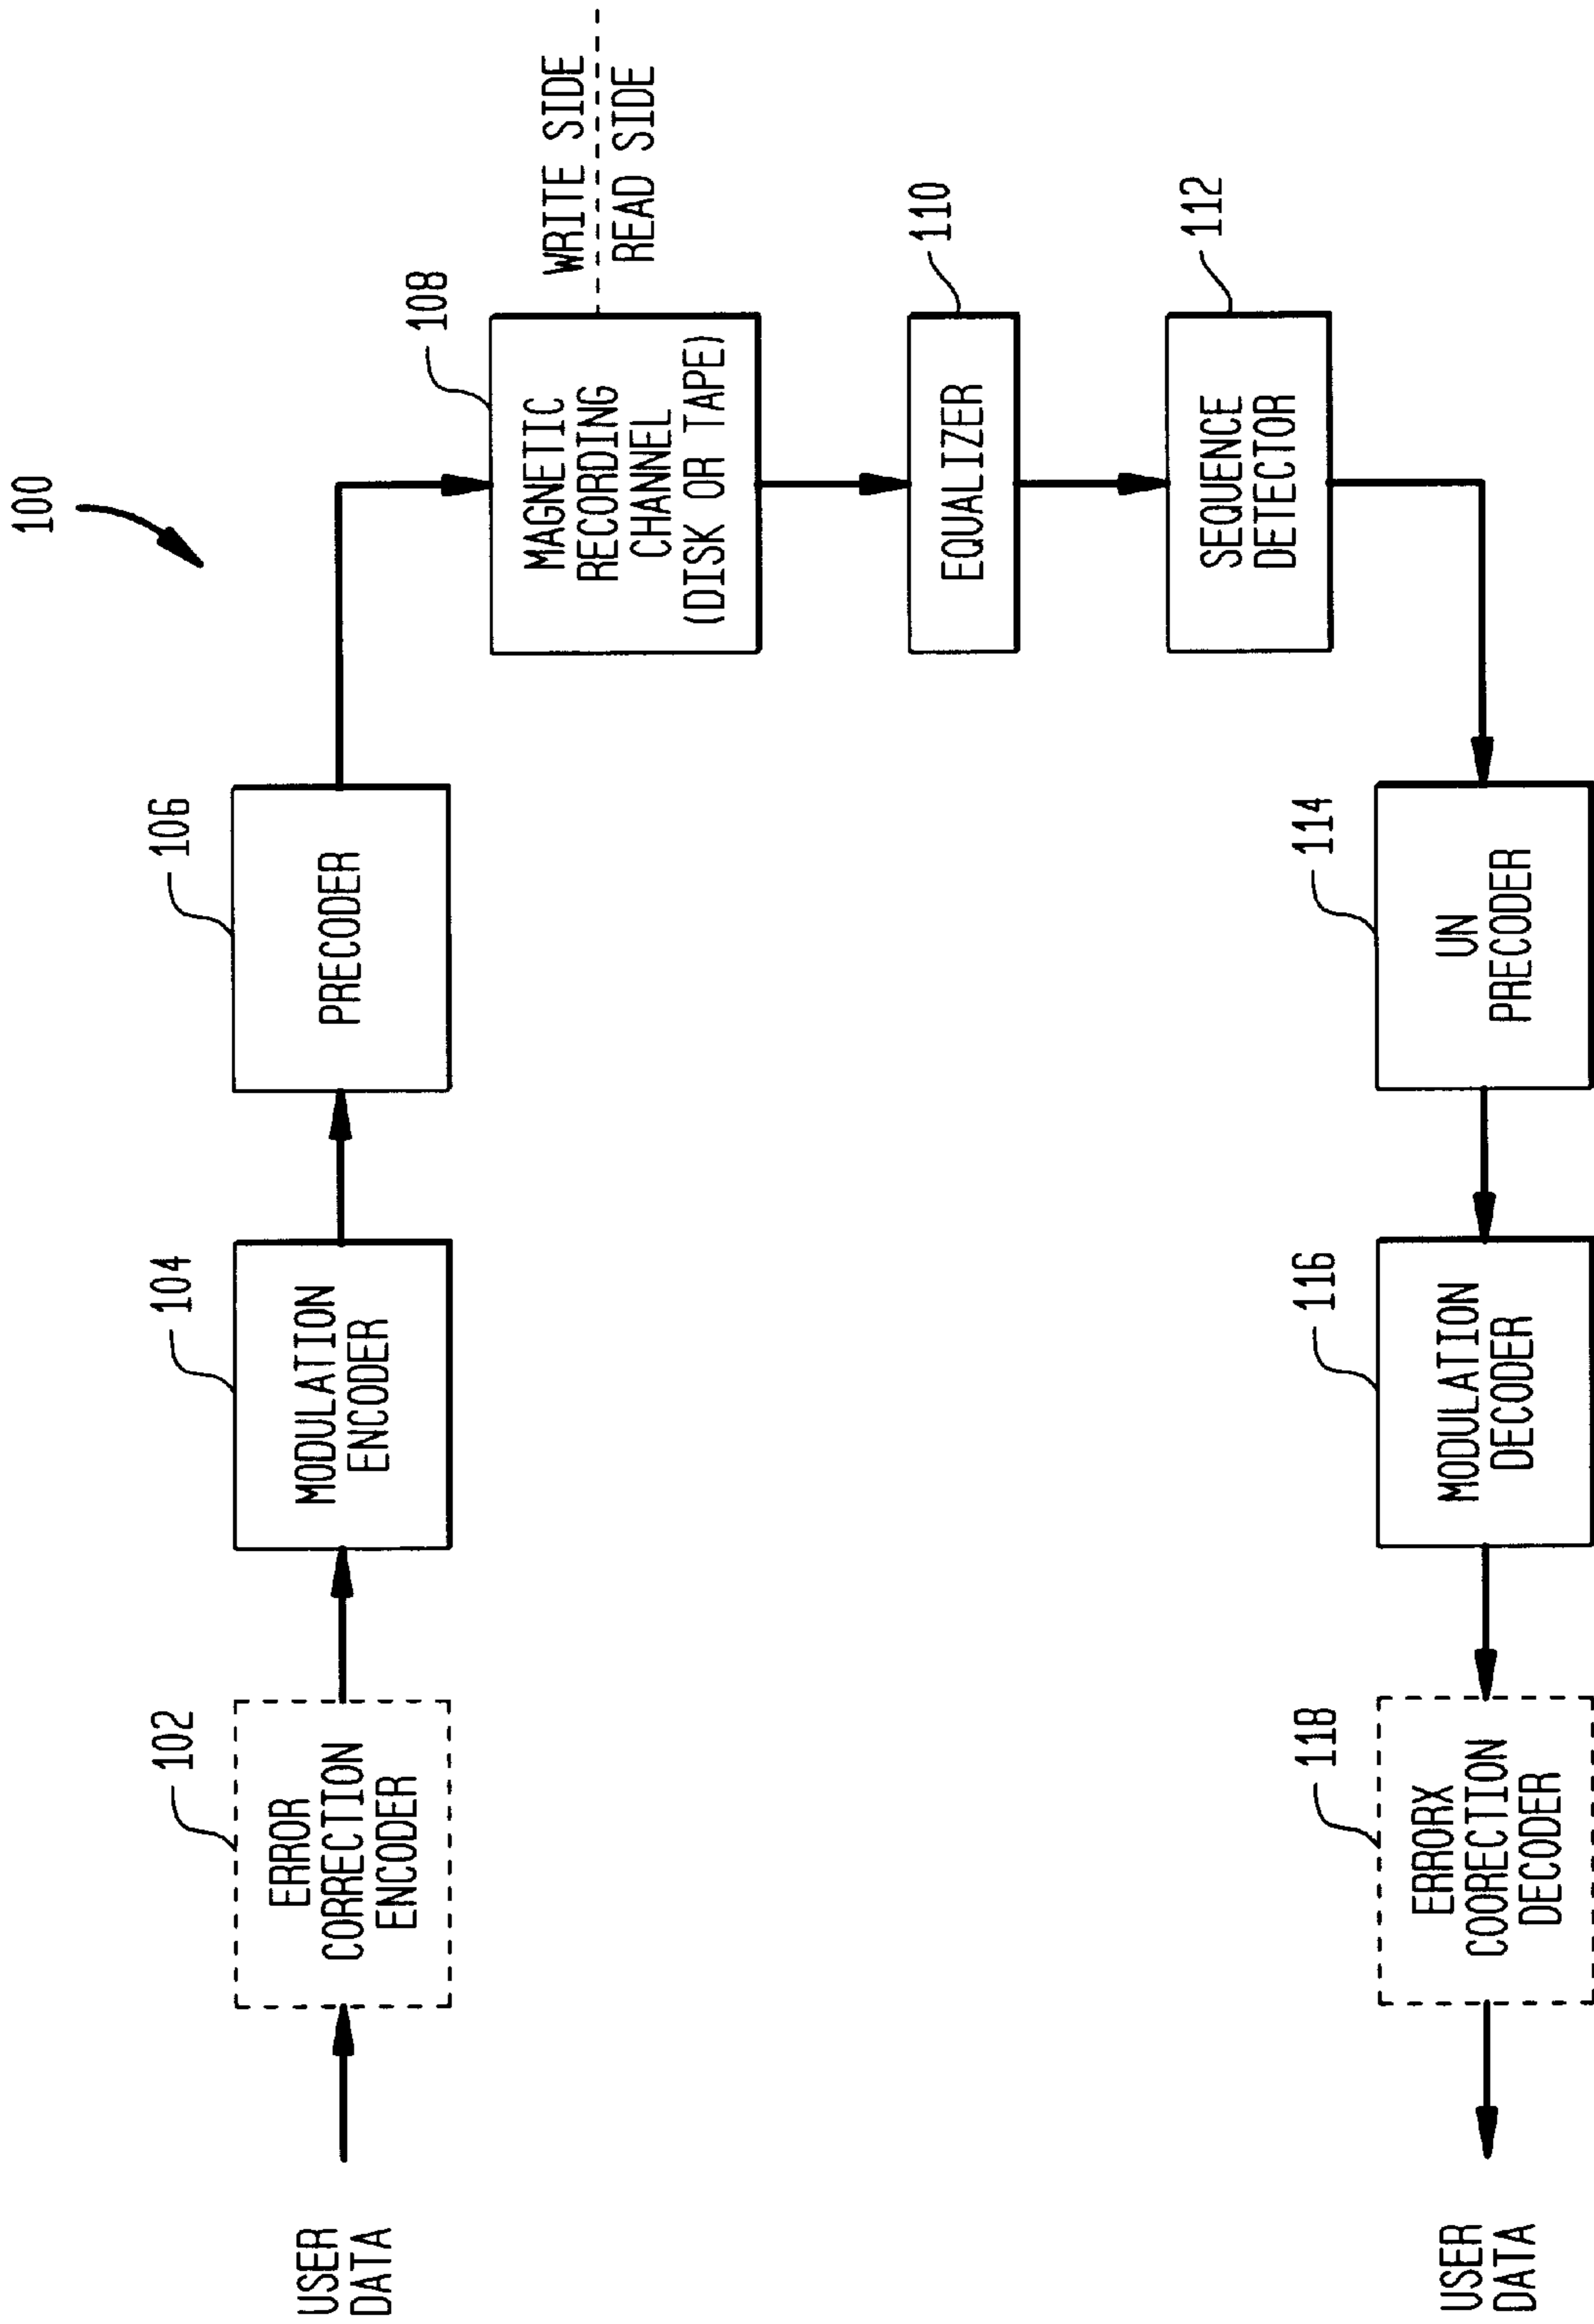 100
USER
DATA
102
ERROR
CORRECTION
ENCODER
104
MODULATION
ENCODER
106
PRECODER
108
MAGNETIC
RECORDING
CHANNEL
(DISK OR TAPE)
WRITE SIDE
READ SIDE
110
EQUALIZER
112
SEQUENCE
DETECTOR
114
UN
PRECODER
116
MODULATION
DECODER
118
ERRORX
COORECTION
DECODER
USER
DATA